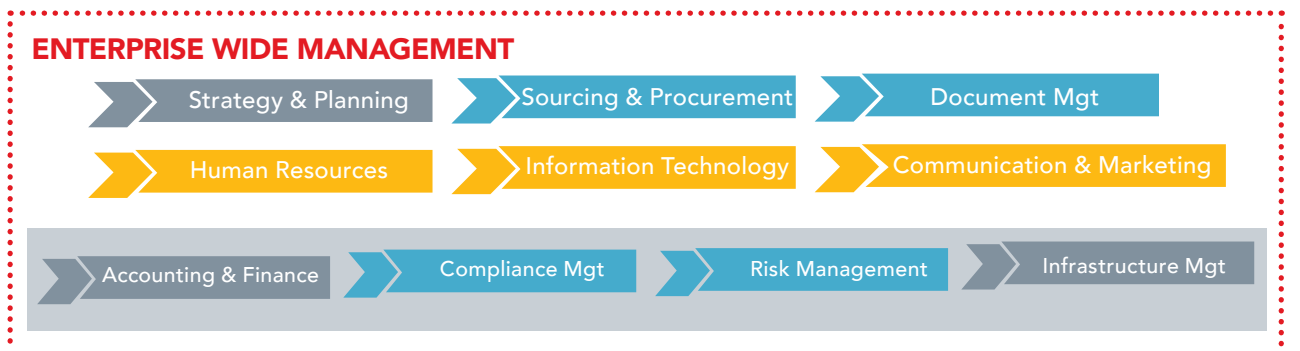 ENTERPRISE WIDE MANAGEMENT
Strategy & Planning
Sourcing & Procurement
Document Mgt
Human Resources
Information Technology
Communication & Marketing
Accounting & Finance
Compliance Mgt
Risk Management
Infrastructure Mgt